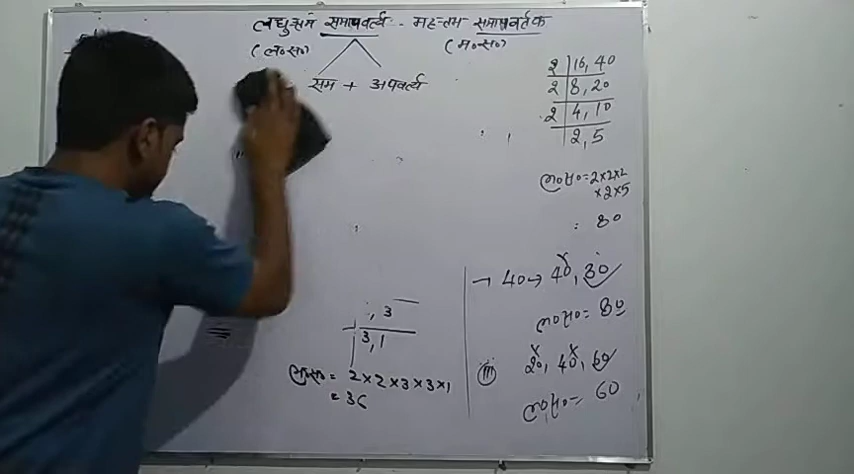 लघुत्तम समापवर्त्य - महत्तम समापवर्तक
(ल०स०) (म०स०)
सम + अपवर्त्य
2 | 16, 40
2 | 8, 20
2 | 4, 10
2, 5
ल०स० = 2×2×2
×2×5
= 80
→ 40 → 40, 80 ✓
ल०स० = 80
, 3
3, 1
ल०स० = 2×2×3×3×1
= 36
(iii) 20, 40, 60 ✓
ल०स० = 60